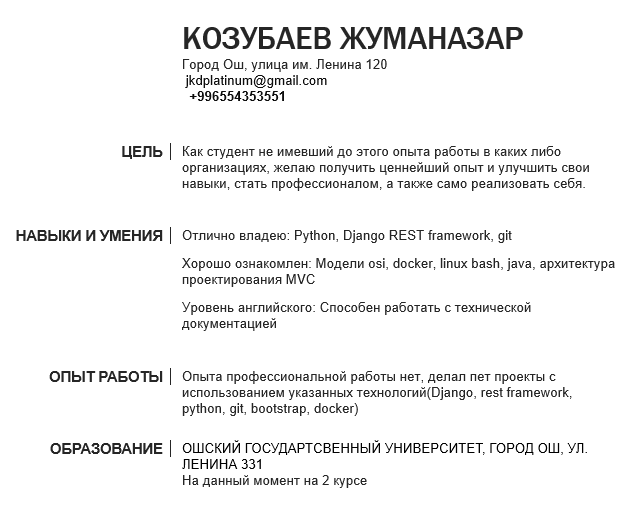 КОЗУБАЕВ ЖУМАНАЗАР
Город Ош, улица им. Ленина 120
jkdplatinum@gmail.com
+996554353551
ЦЕЛЬ
Как студент не имевший до этого опыта работы в каких либо
организациях, желаю получить ценнейший опыт и улучшить свои
навыки, стать профессионалом, а также само реализовать себя.
НАВЫКИ И УМЕНИЯ
Отлично владею: Python, Django REST framework, git
Хорошо ознакомлен: Модели osi, docker, linux bash, java, архитектура
проектирования MVC
Уровень английского: Способен работать с технической
документацией
ОПЫТ РАБОТЫ
Опыта профессиональной работы нет, делал пет проекты с
использованием указанных технологий(Django, rest framework,
python, git, bootstrap, docker)
ОБРАЗОВАНИЕ
ОШСКИЙ ГОСУДАРТСВЕННЫЙ УНИВЕРСИТЕТ, ГОРОД ОШ, УЛ.
ЛЕНИНА 331
На данный момент на 2 курсе